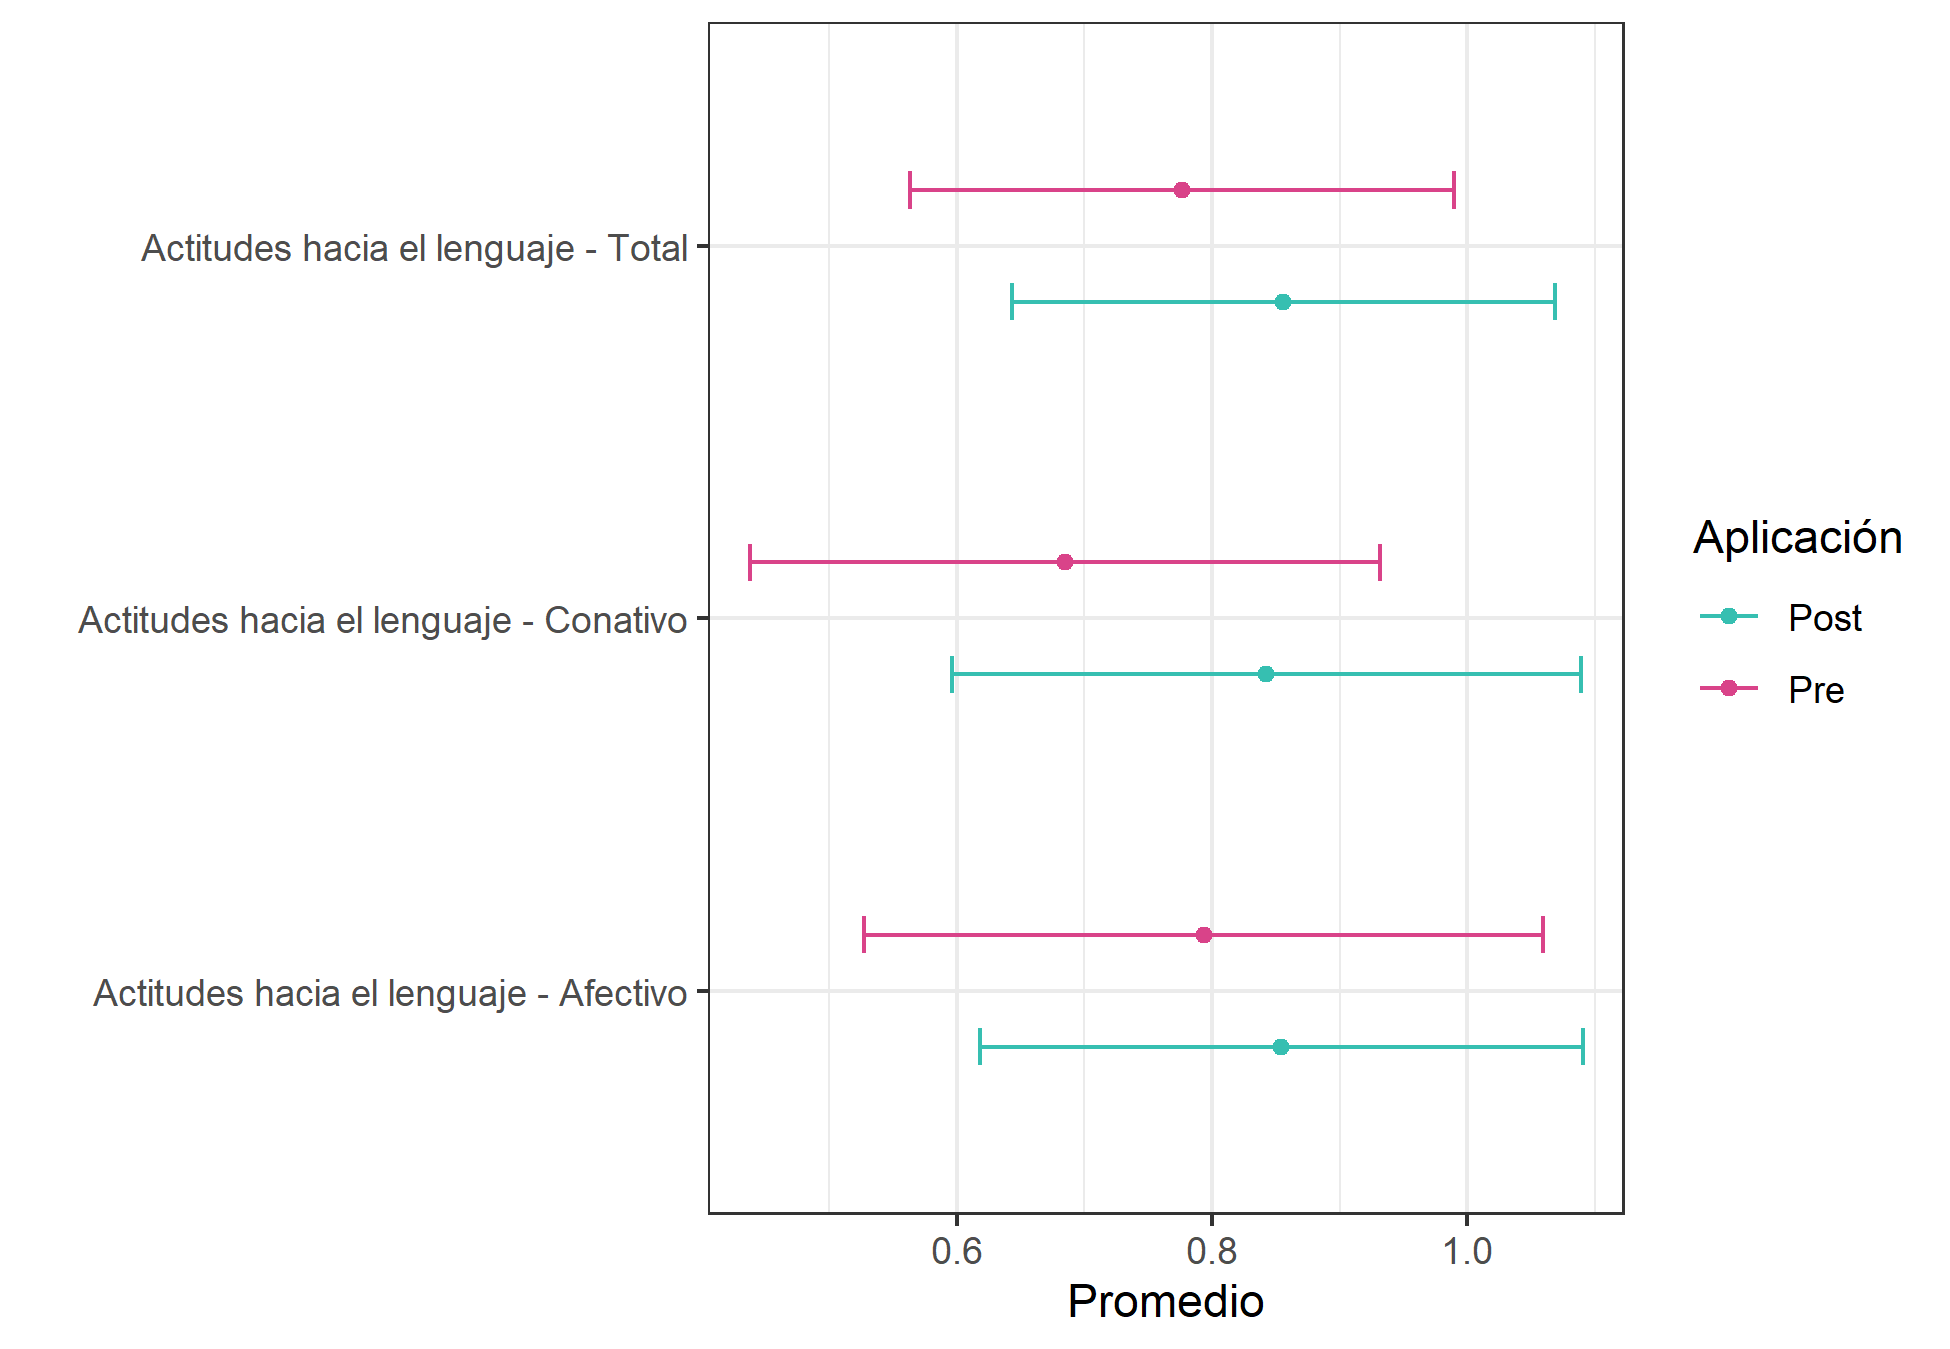 Actitudes hacia el lenguaje - Total
Actitudes hacia el lenguaje - Conativo
Actitudes hacia el lenguaje - Afectivo
0.6
0.8
1.0
Promedio
Aplicación
Post
Pre